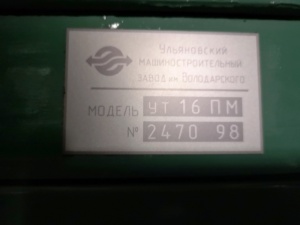 Ульяновский
машиностроительный
завод им. Володарского
МОДЕЛЬ УТ 16 ПМ
№ 2470 98